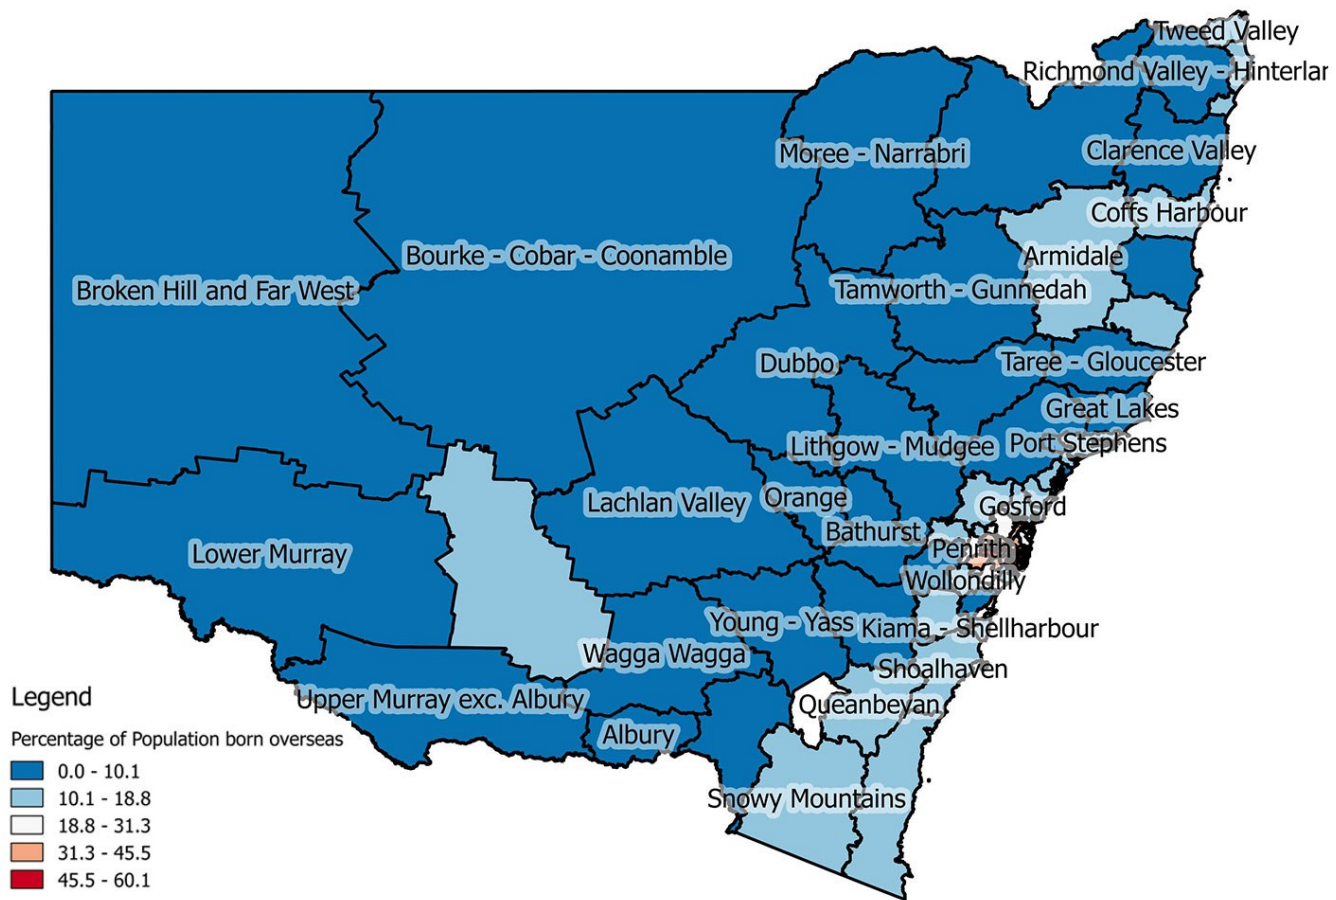 Tweed Valley
Richmond Valley - Hinterlan
Moree - Narrabri
Clarence Valley
Coffs Harbour
Bourke - Cobar - Coonamble
Armidale
Broken Hill and Far West
Tamworth - Gunnedah
Dubbo
Taree - Gloucester
Great Lakes
Lithgow - Mudgee
Port Stephens
Lachlan Valley
Orange
Gosford
Bathurst
Lower Murray
Penrith
Wollondilly
Young - Yass
Kiama - Shellharbour
Wagga Wagga
Shoalhaven
Upper Murray exc. Albury
Queanbeyan
Albury
Snowy Mountains
Legend
Percentage of Population born overseas
0.0 - 10.1
10.1 - 18.8
18.8 - 31.3
31.3 - 45.5
45.5 - 60.1